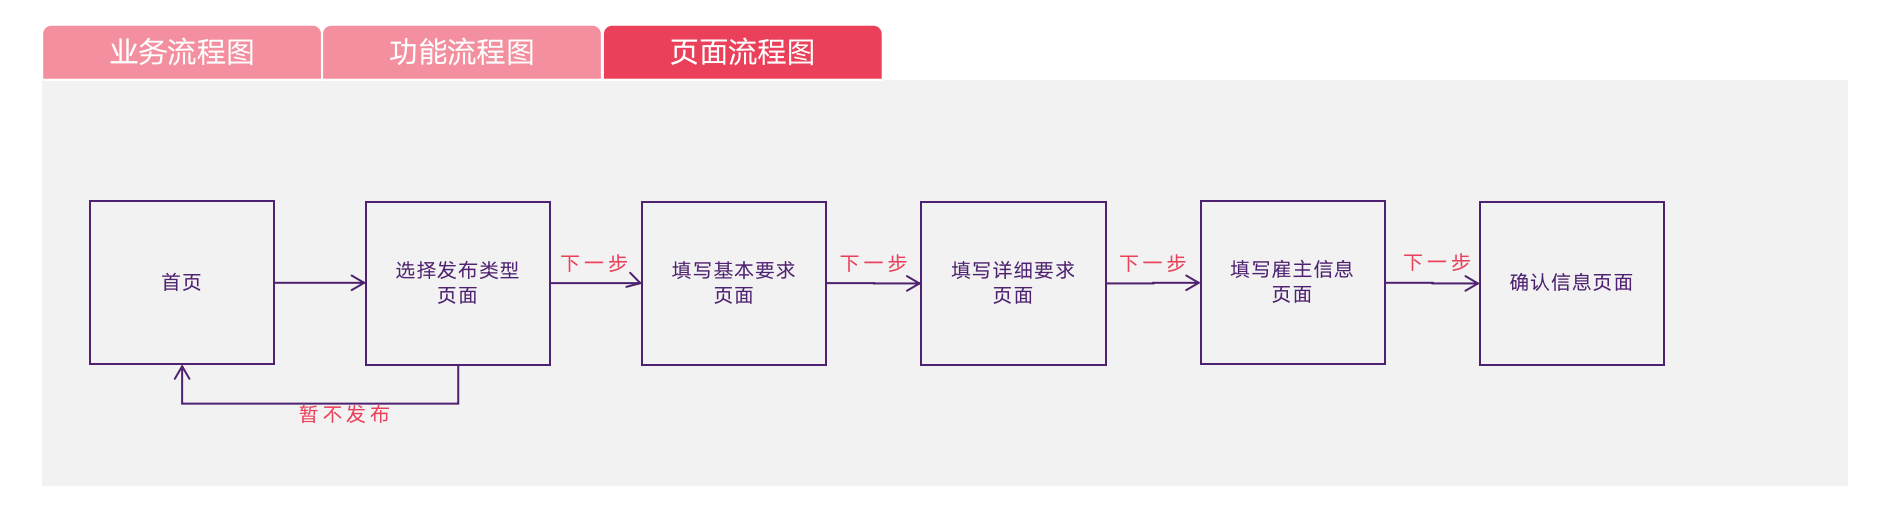 业务流程图
功能流程图
页面流程图
首页
选择发布类型
页面
下一步
填写基本要求
页面
下一步
填写详细要求
页面
下一步
填写雇主信息
页面
下一步
确认信息页面
暂不发布